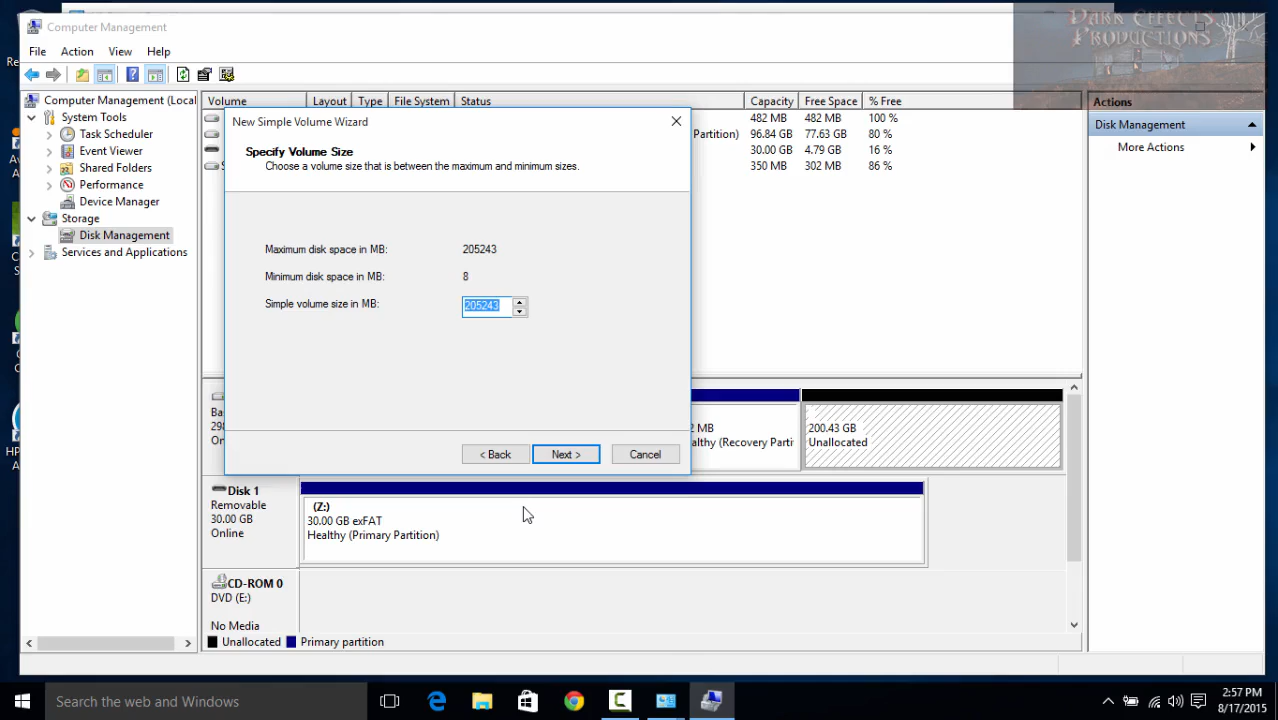 Computer Management
DARK EFFECTS
PRODUCTIONS
File Action View Help
Computer Management (Local
System Tools
Task Scheduler
Event Viewer
Shared Folders
Performance
Device Manager
Storage
Disk Management
Services and Applications
Volume Layout Type File System Status Capacity Free Space % Free
482 MB 482 MB 100 %
Partition) 96.84 GB 77.63 GB 80 %
30.00 GB 4.79 GB 16 %
350 MB 302 MB 86 %
Actions
Disk Management
More Actions
New Simple Volume Wizard
Specify Volume Size
Choose a volume size that is between the maximum and minimum sizes.
Maximum disk space in MB: 205243
Minimum disk space in MB: 8
Simple volume size in MB: 205243
< Back Next > Cancel
Ba
298
On
2 MB
althy (Recovery Partit
200.43 GB
Unallocated
Disk 1
Removable
30.00 GB
Online
(Z:)
30.00 GB exFAT
Healthy (Primary Partition)
CD-ROM 0
DVD (E:)
No Media
Unallocated Primary partition
Search the web and Windows
2:57 PM
8/17/2015